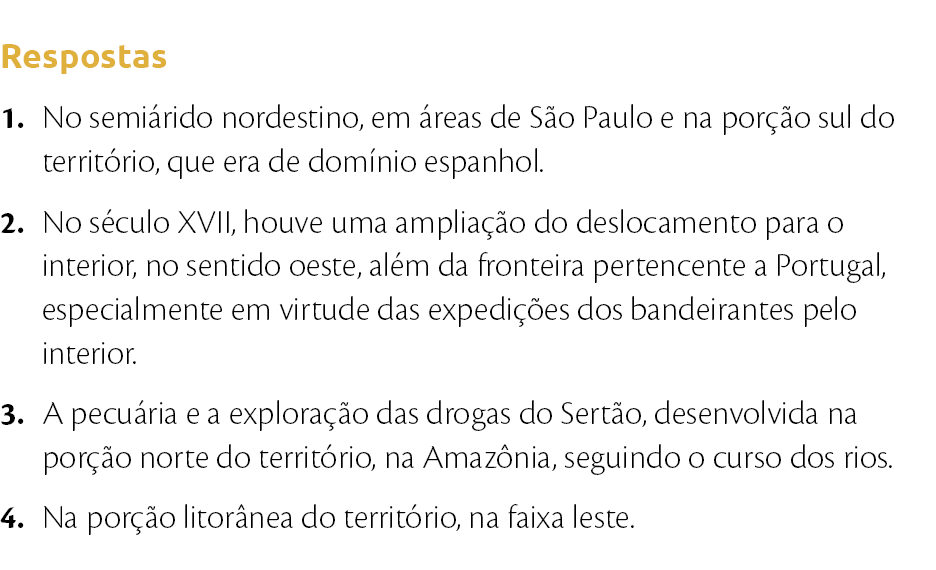 Respostas
1. No semiárido nordestino, em áreas de São Paulo e na porção sul do
território, que era de domínio espanhol.
2. No século XVII, houve uma ampliação do deslocamento para o
interior, no sentido oeste, além da fronteira pertencente a Portugal,
especialmente em virtude das expedições dos bandeirantes pelo
interior.
3. A pecuária e a exploração das drogas do Sertão, desenvolvida na
porção norte do território, na Amazônia, seguindo o curso dos rios.
4. Na porção litorânea do território, na faixa leste.